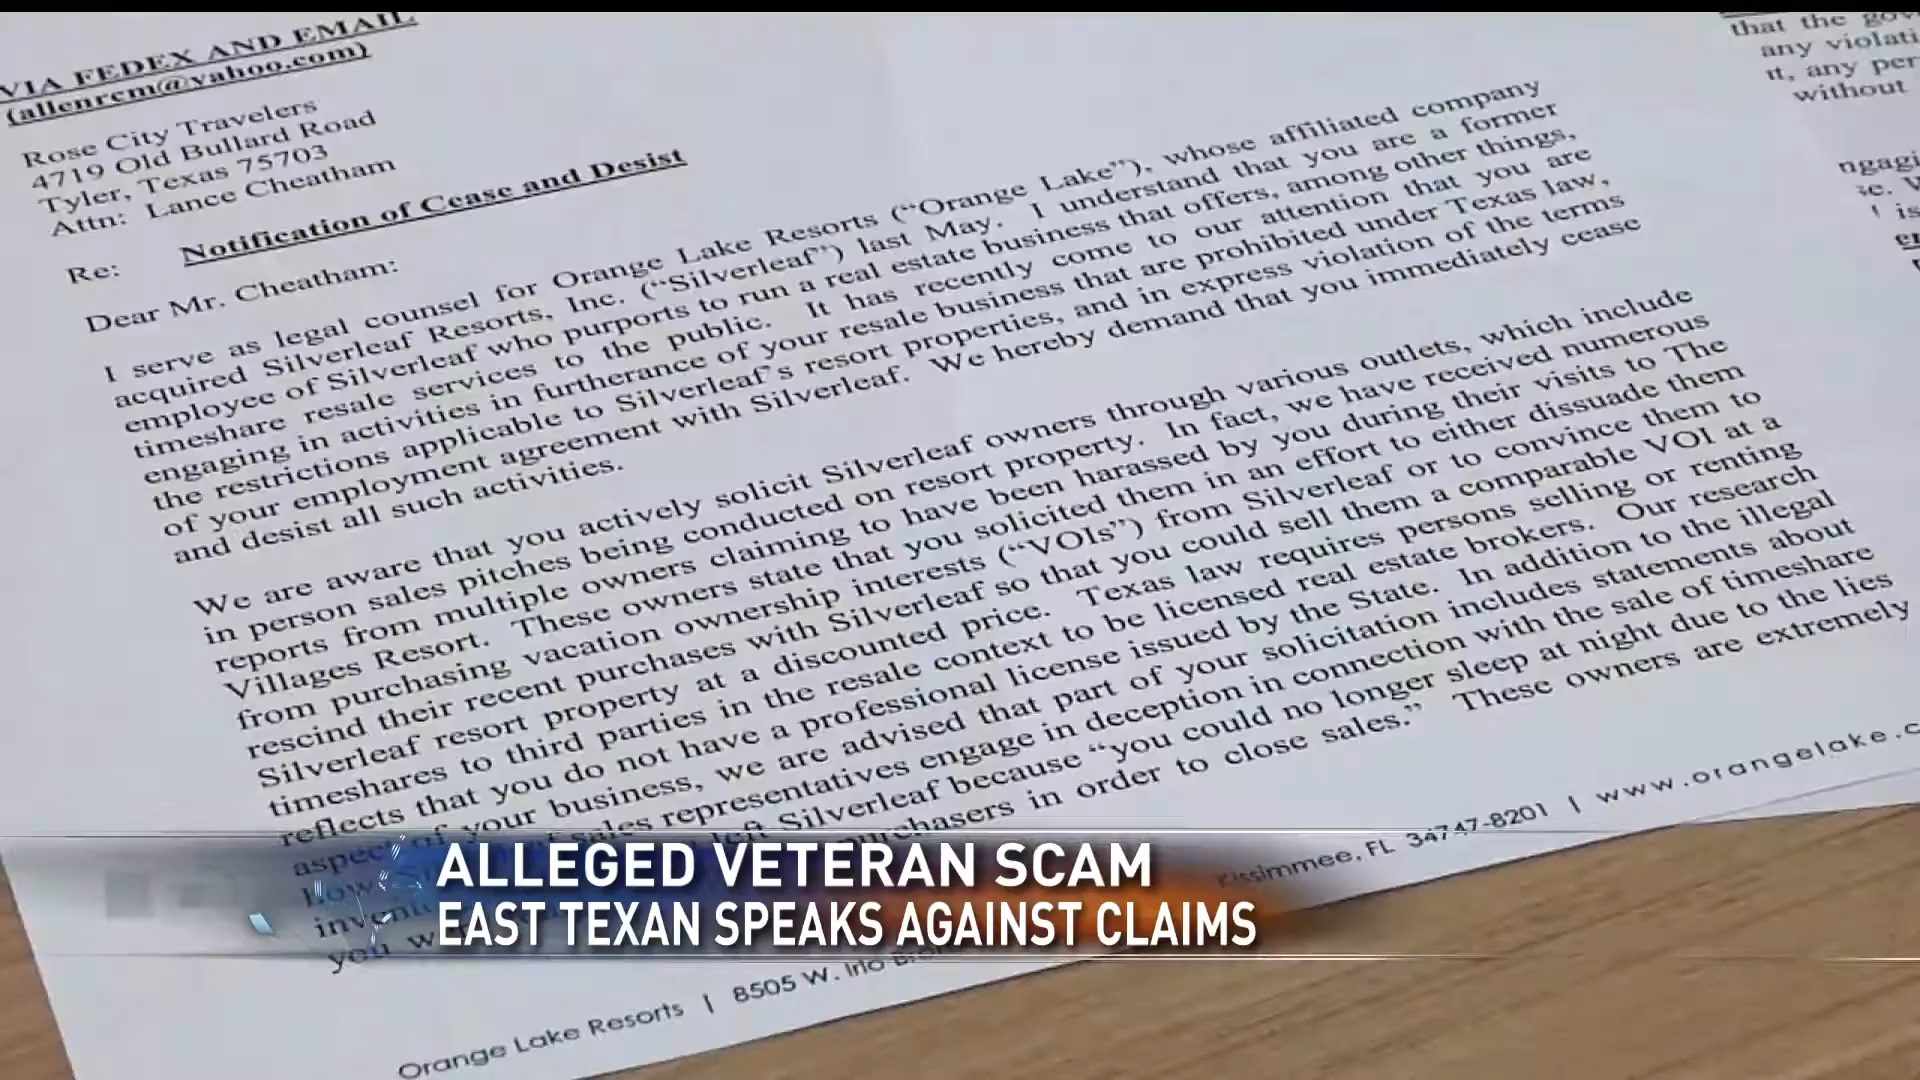 VIA FEDEX AND EMAIL
(allenrcm@yahoo.com)
Rose City Travelers
4719 Old Bullard Road
Tyler, Texas 75703
Attn: Lance Cheatham
Re: Notification of Cease and Desist
Dear Mr. Cheatham:
I serve as legal counsel for Orange Lake Resorts ("Orange Lake"), whose affiliated company
acquired Silverleaf Resorts, Inc. ("Silverleaf") last May. I understand that you are a former
employee of Silverleaf who purports to run a real estate business that offers, among other things,
timeshare resale services to the public. It has recently come to our attention that you are
engaging in activities in furtherance of your resale business that are prohibited under Texas law,
the restrictions applicable to Silverleaf's resort properties, and in express violation of the terms
of your employment agreement with Silverleaf. We hereby demand that you immediately cease
and desist all such activities.
We are aware that you actively solicit Silverleaf owners through various outlets, which include
in person sales pitches being conducted on resort property. In fact, we have received numerous
reports from multiple owners claiming to have been harassed by you during their visits to The
Villages Resort. These owners state that you solicited them in an effort to either dissuade them
from purchasing vacation ownership interests ("VOIs") from Silverleaf or to convince them to
rescind their recent purchases with Silverleaf so that you could sell them a comparable VOI at a
Silverleaf resort property at a discounted price. Texas law requires persons selling or renting
timeshares to third parties in the resale context to be licensed real estate brokers. Our research
reflects that you do not have a professional license issued by the State. In addition to the illegal
aspect of your business, we are advised that part of your solicitation includes statements about
how sales representatives engage in deception in connection with the sale of timeshare
left Silverleaf because "you could no longer sleep at night due to the lies
you purchasers in order to close sales." These owners are extremely
Orange Lake Resorts | 8505 W. Irlo Kissimmee, FL 34747-8201 | www.orangelake.c
that the gov
any violati
it, any per
without
ngagi
se. W
is
ALLEGED VETERAN SCAM
EAST TEXAN SPEAKS AGAINST CLAIMS